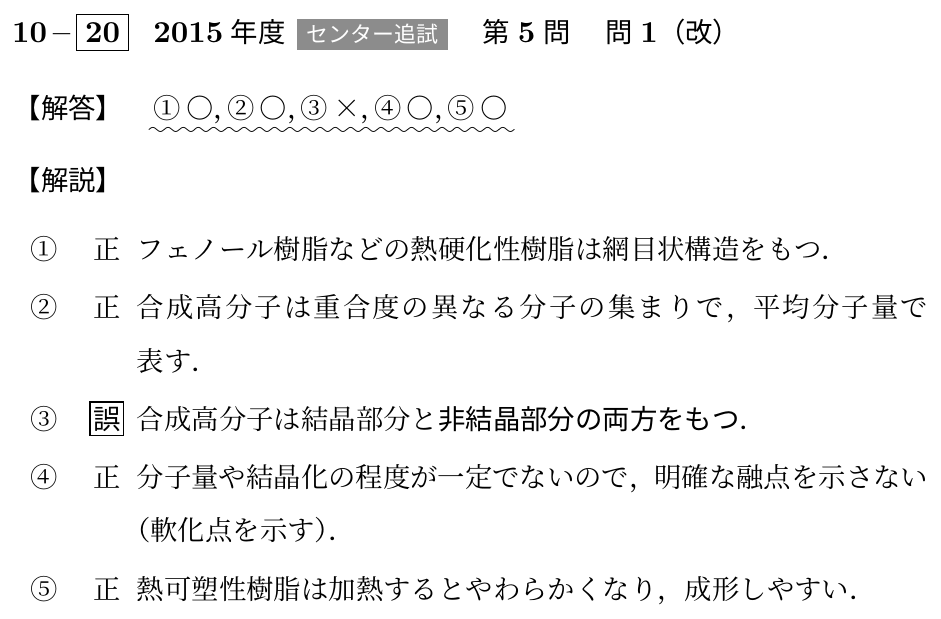 10－20 2015年度 センター追試 第5問 問1（改）
【解答】 ①○，②○，③×，④○，⑤○
【解説】
① 正 フェノール樹脂などの熱硬化性樹脂は網目状構造をもつ．
② 正 合成高分子は重合度の異なる分子の集まりで，平均分子量で
表す．
③ 誤 合成高分子は結晶部分と非結晶部分の両方をもつ．
④ 正 分子量や結晶化の程度が一定でないので，明確な融点を示さない
（軟化点を示す）．
⑤ 正 熱可塑性樹脂は加熱するとやわらかくなり，成形しやすい．